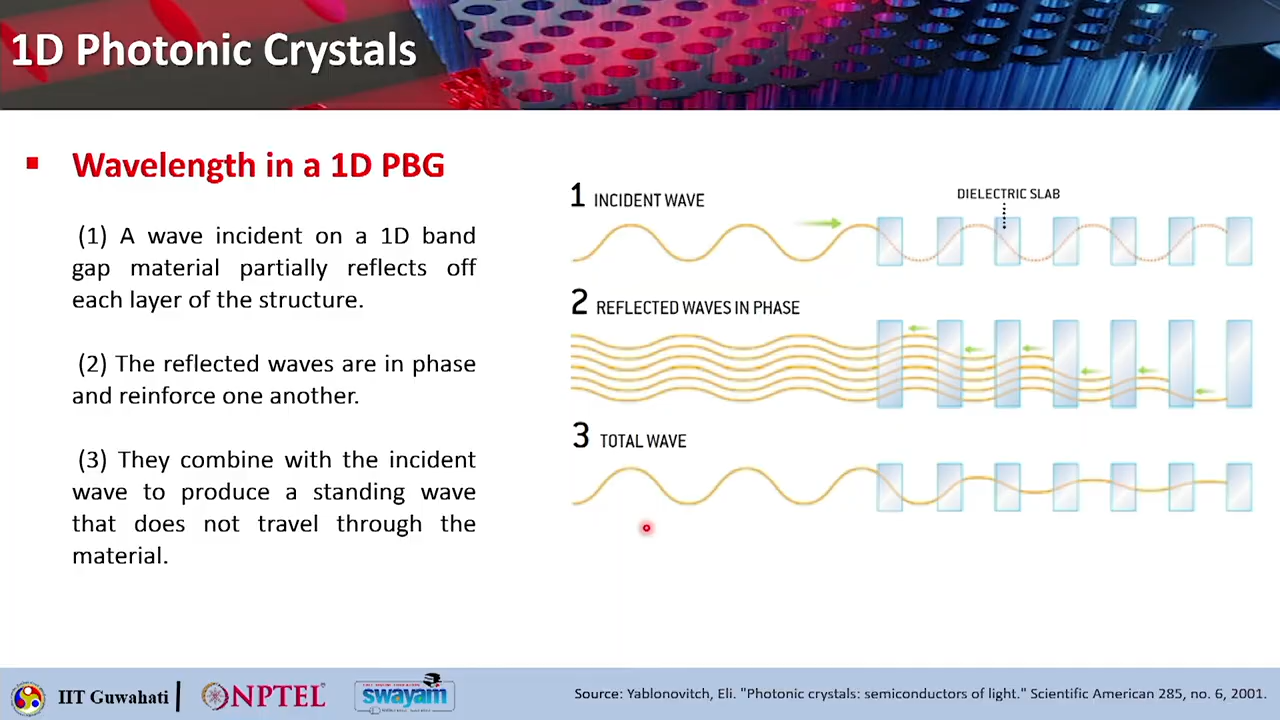 1D Photonic Crystals
▪ Wavelength in a 1D PBG
(1) A wave incident on a 1D band
gap material partially reflects off
each layer of the structure.
(2) The reflected waves are in phase
and reinforce one another.
(3) They combine with the incident
wave to produce a standing wave
that does not travel through the
material.
1 INCIDENT WAVE
DIELECTRIC SLAB
2 REFLECTED WAVES IN PHASE
3 TOTAL WAVE
IIT Guwahati
NPTEL
swayam
Source: Yablonovitch, Eli. "Photonic crystals: semiconductors of light." Scientific American 285, no. 6, 2001.